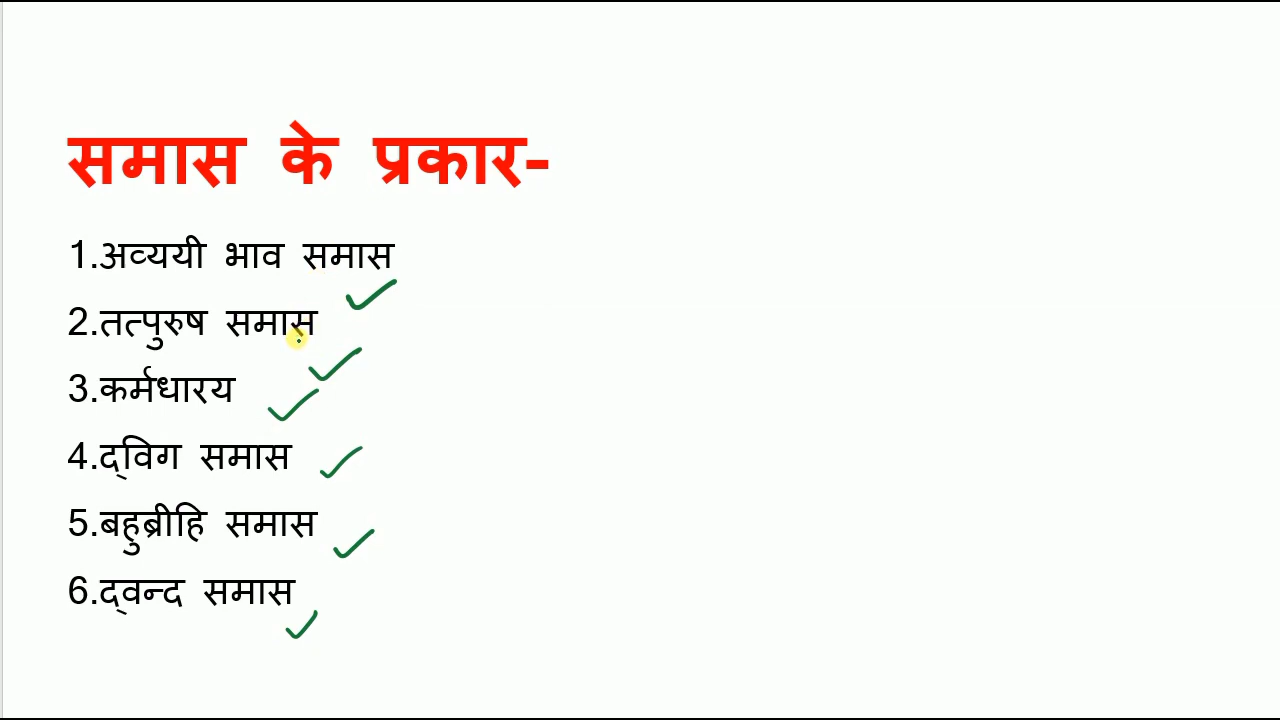 समास के प्रकार-
1.अव्ययी भाव समास
2.तत्पुरुष समास
3.कर्मधारय
4.द्विग समास
5.बहुब्रीहि समास
6.द्वन्द समास